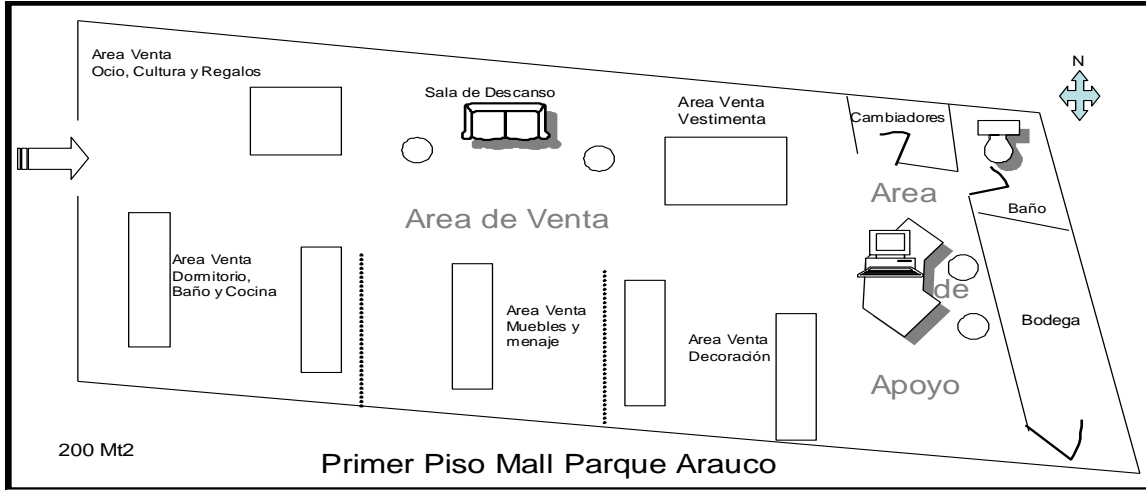 Area Venta
Ocio, Cultura y Regalos
Sala de Descanso
Area Venta
Vestimenta
Cambiadores
N
Area
Baño
Area de Venta
Area Venta
Dormitorio,
Baño y Cocina
Area Venta
Muebles y
menaje
de
Bodega
Area Venta
Decoración
Apoyo
200 Mt2
Primer Piso Mall Parque Arauco